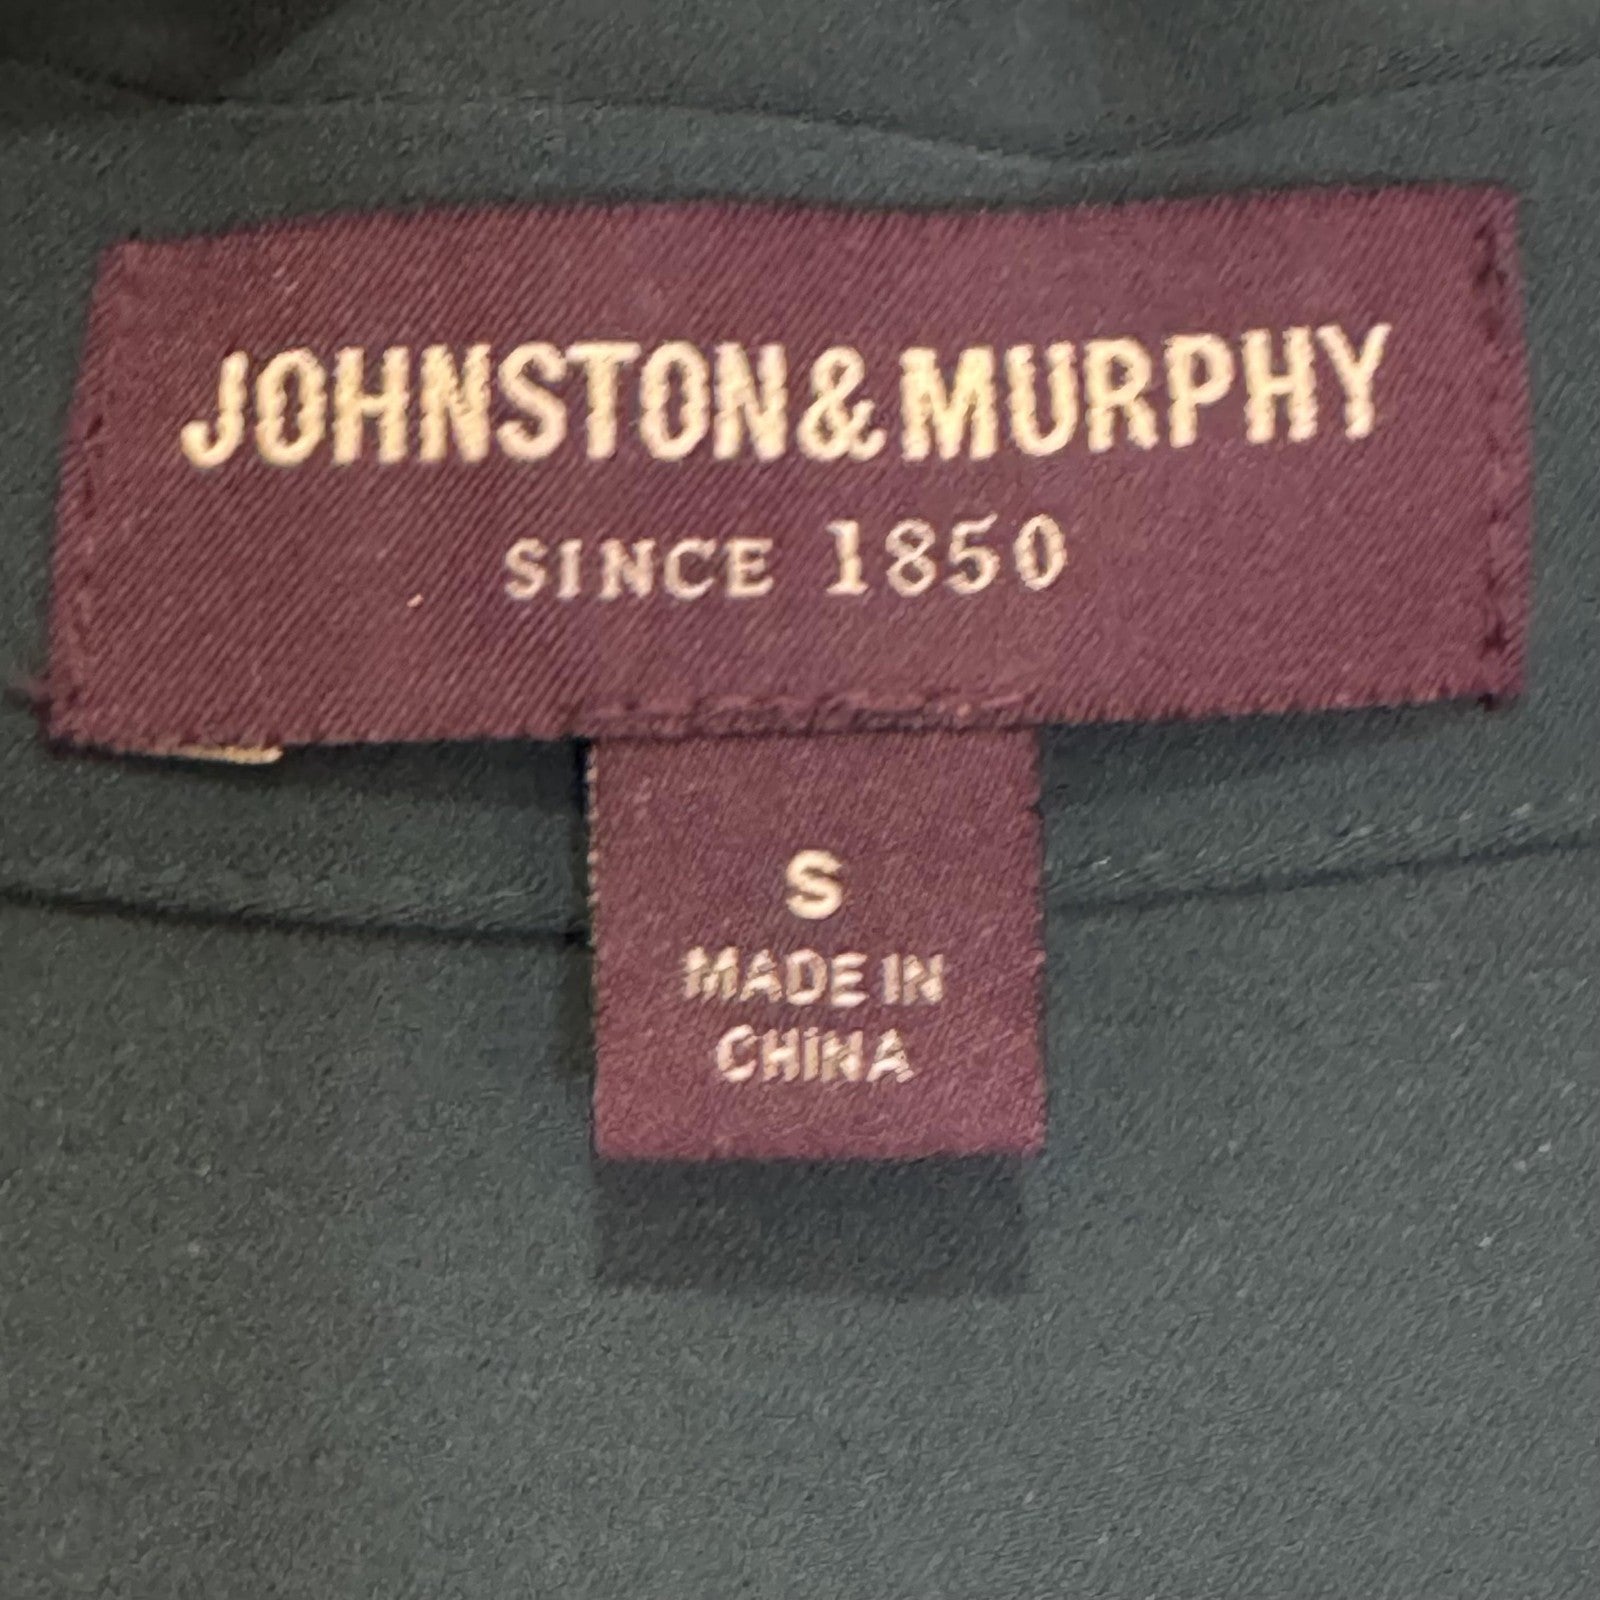 JOHNSTON & MURPHY
SINCE 1850
S
MADE IN
CHINA